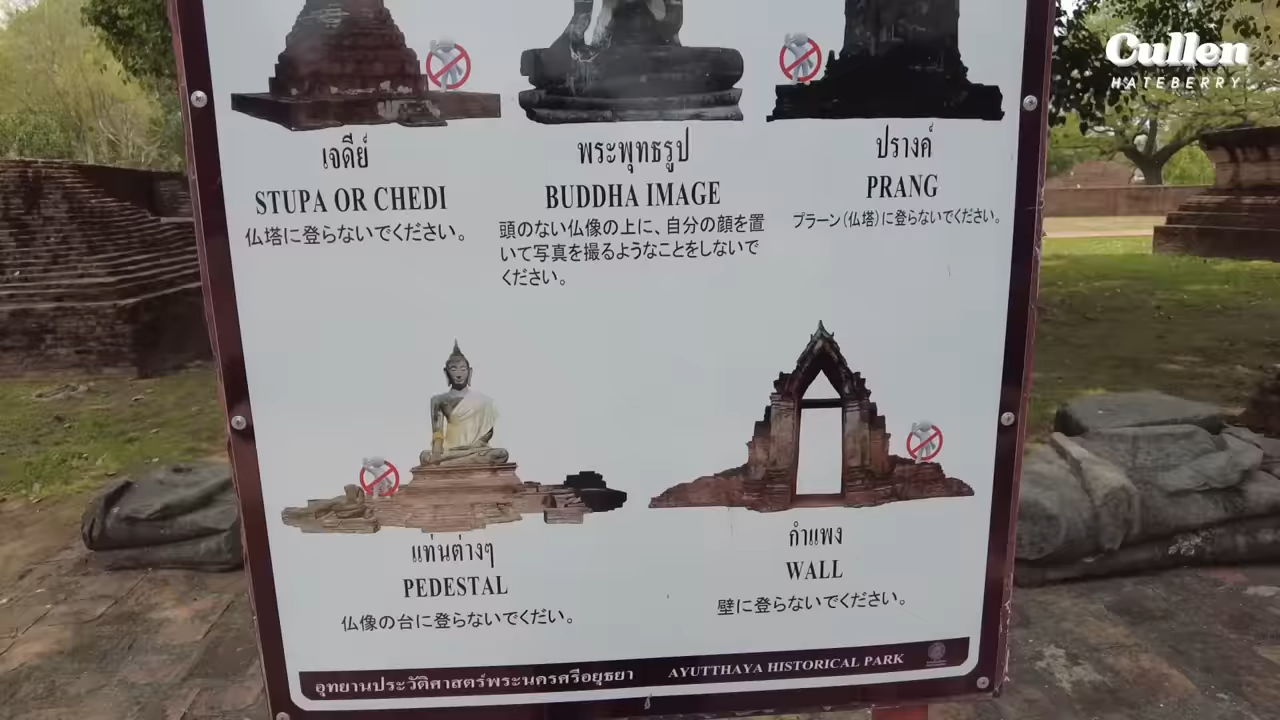 Cullen
HATEBERRY
เจดีย์
STUPA OR CHEDI
仏塔に登らないでください。
พระพุทธรูป
BUDDHA IMAGE
頭のない仏像の上に、自分の顔を置
いて写真を撮るようなことをしないで
ください。
ปรางค์
PRANG
プラーン(仏塔)に登らないでください。
แท่นต่างๆ
PEDESTAL
仏像の台に登らないでくだい。
กำแพง
WALL
壁に登らないでください。
อุทยานประวัติศาสตร์พระนครศรีอยุธยา
AYUTTHAYA HISTORICAL PARK